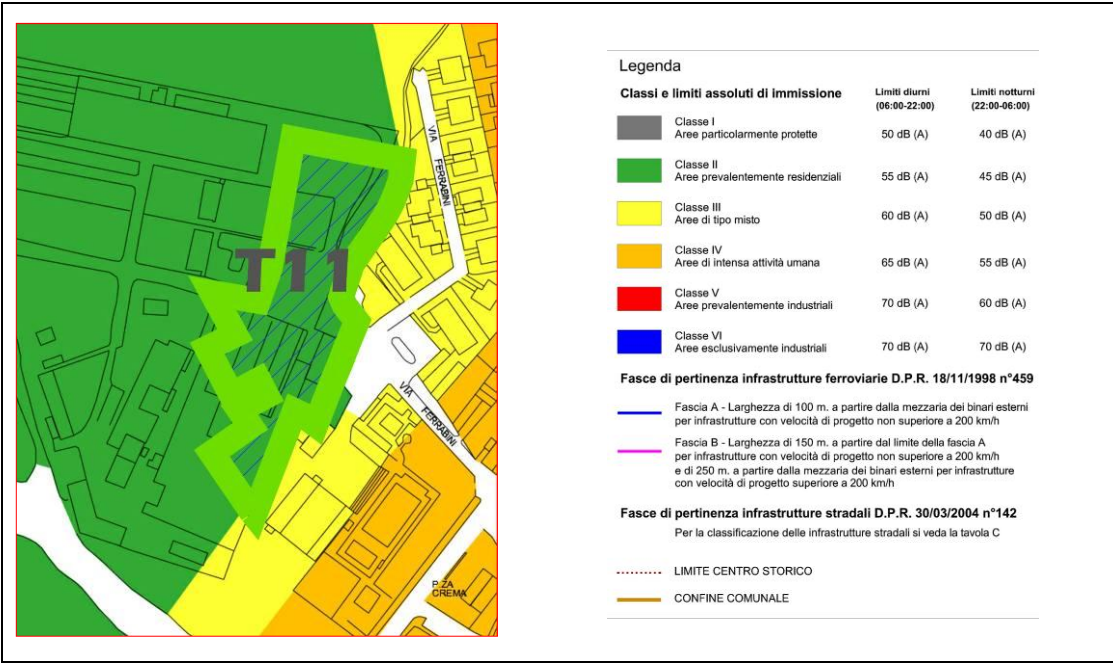 T11
VIA
FERRABINI
VIA
FERRABINI
P.ZA
CREMA
Legenda
Classi e limiti assoluti di immissione
Limiti diurni
(06:00-22:00)
Limiti notturni
(22:00-06:00)
Classe I
Aree particolarmente protette
50 dB (A)
40 dB (A)
Classe II
Aree prevalentemente residenziali
55 dB (A)
45 dB (A)
Classe III
Aree di tipo misto
60 dB (A)
50 dB (A)
Classe IV
Aree di intensa attività umana
65 dB (A)
55 dB (A)
Classe V
Aree prevalentemente industriali
70 dB (A)
60 dB (A)
Classe VI
Aree esclusivamente industriali
70 dB (A)
70 dB (A)
Fasce di pertinenza infrastrutture ferroviarie D.P.R. 18/11/1998 n°459
Fascia A - Larghezza di 100 m. a partire dalla mezzaria dei binari esterni
per infrastrutture con velocità di progetto non superiore a 200 km/h
Fascia B - Larghezza di 150 m. a partire dal limite della fascia A
per infrastrutture con velocità di progetto non superiore a 200 km/h
e di 250 m. a partire dalla mezzaria dei binari esterni per infrastrutture
con velocità di progetto superiore a 200 km/h
Fasce di pertinenza infrastrutture stradali D.P.R. 30/03/2004 n°142
Per la classificazione delle infrastrutture stradali si veda la tavola C
LIMITE CENTRO STORICO
CONFINE COMUNALE